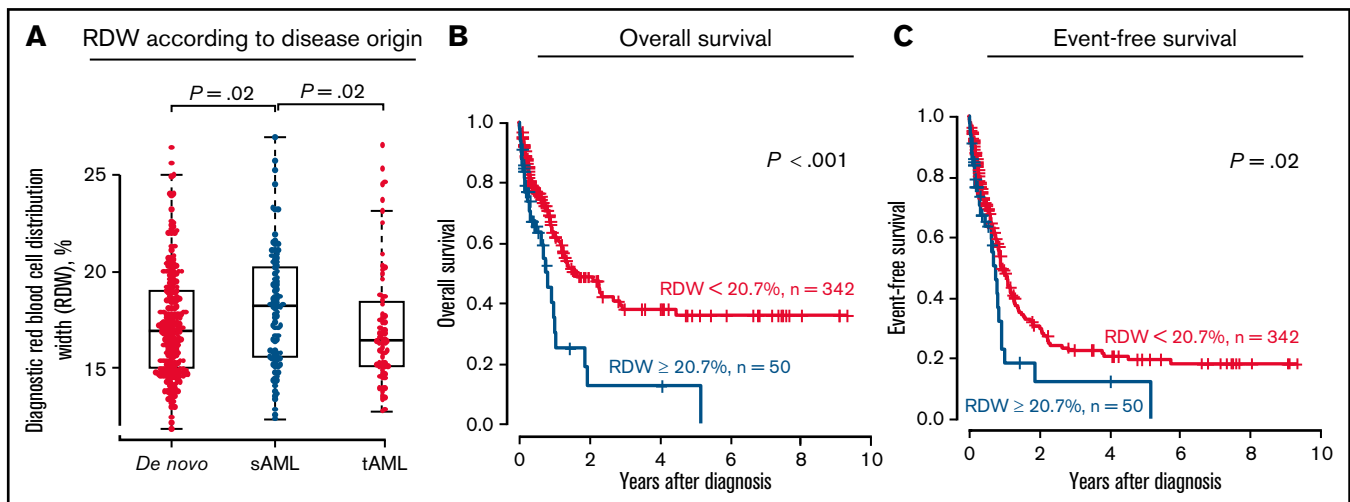 A RDW according to disease origin
P = .02 P = .02
Diagnostic red blood cell distribution
width (RDW), %
25
20
15
De novo sAML tAML
B Overall survival
P < .001
Overall survival
1.0
0.8
0.6
0.4
0.2
0.0
RDW < 20.7%, n = 342
RDW ≥ 20.7%, n = 50
0 2 4 6 8 10
Years after diagnosis
C Event-free survival
P = .02
Event-free survival
1.0
0.8
0.6
0.4
0.2
0.0
RDW < 20.7%, n = 342
RDW ≥ 20.7%, n = 50
0 2 4 6 8 10
Years after diagnosis